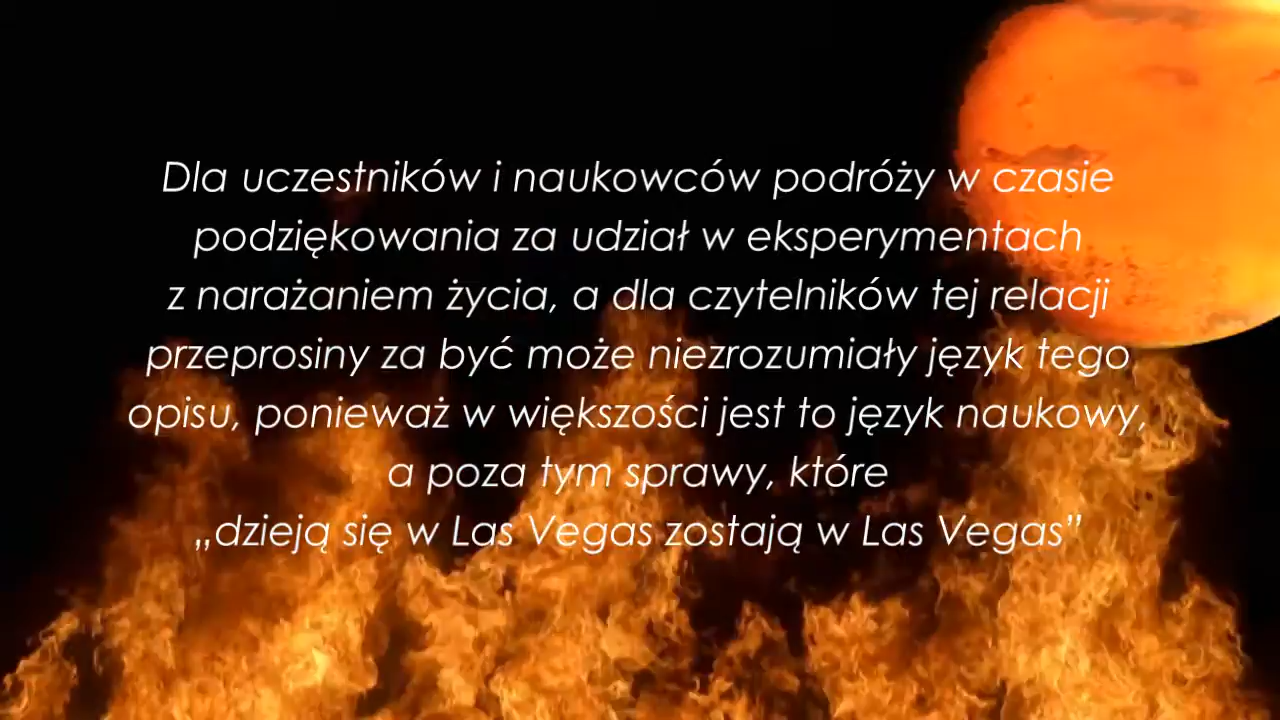 Dla uczestników i naukowców podróży w czasie
podziękowania za udział w eksperymentach
z narażaniem życia, a dla czytelników tej relacji
przeprosiny za być może niezrozumiały język tego
opisu, ponieważ w większości jest to język naukowy,
a poza tym sprawy, które
„dzieją się w Las Vegas zostają w Las Vegas”